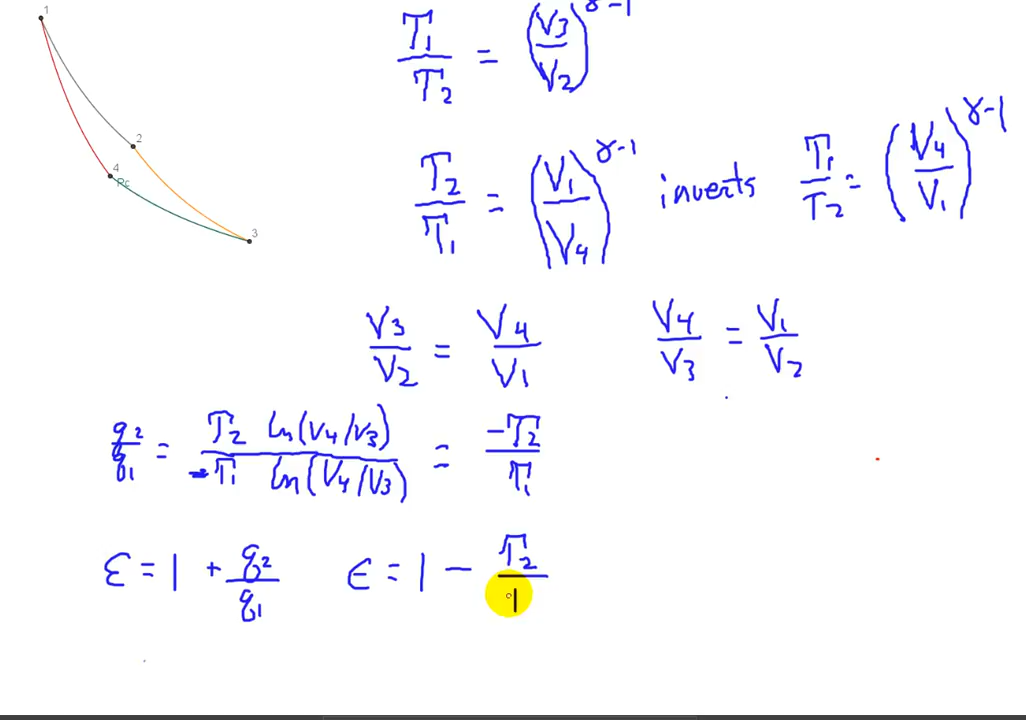 1
T₁/T₂ = (V₃/V₂)^γ-1
2
4
Pc
3
T₂/T₁ = (V₁/V₄)^γ-1 inverts T₁/T₂ = (V₄/V₁)^γ-1
V₃/V₂ = V₄/V₁ V₄/V₃ = V₁/V₂
q₂/q₁ = T₂ ln(V₄/V₃) / -T₁ ln(V₄/V₃) = -T₂/T₁
ε = 1 + q₂/q₁ ε = 1 - T₂/